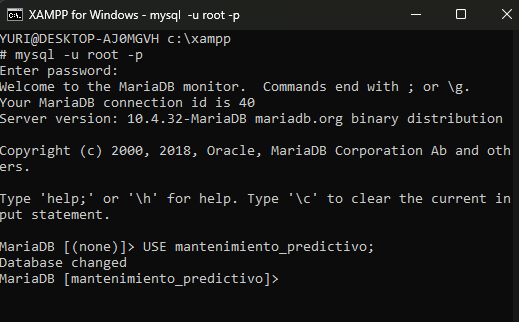 XAMPP for Windows - mysql  -u root -p
YURI@DESKTOP-AJ0MGVH c:\xampp
# mysql -u root -p
Enter password:
Welcome to the MariaDB monitor.  Commands end with ; or \g.
Your MariaDB connection id is 40
Server version: 10.4.32-MariaDB mariadb.org binary distribution
Copyright (c) 2000, 2018, Oracle, MariaDB Corporation Ab and oth
ers.
Type 'help;' or '\h' for help. Type '\c' to clear the current in
put statement.
MariaDB [(none)]> USE mantenimiento_predictivo;
Database changed
MariaDB [mantenimiento_predictivo]>